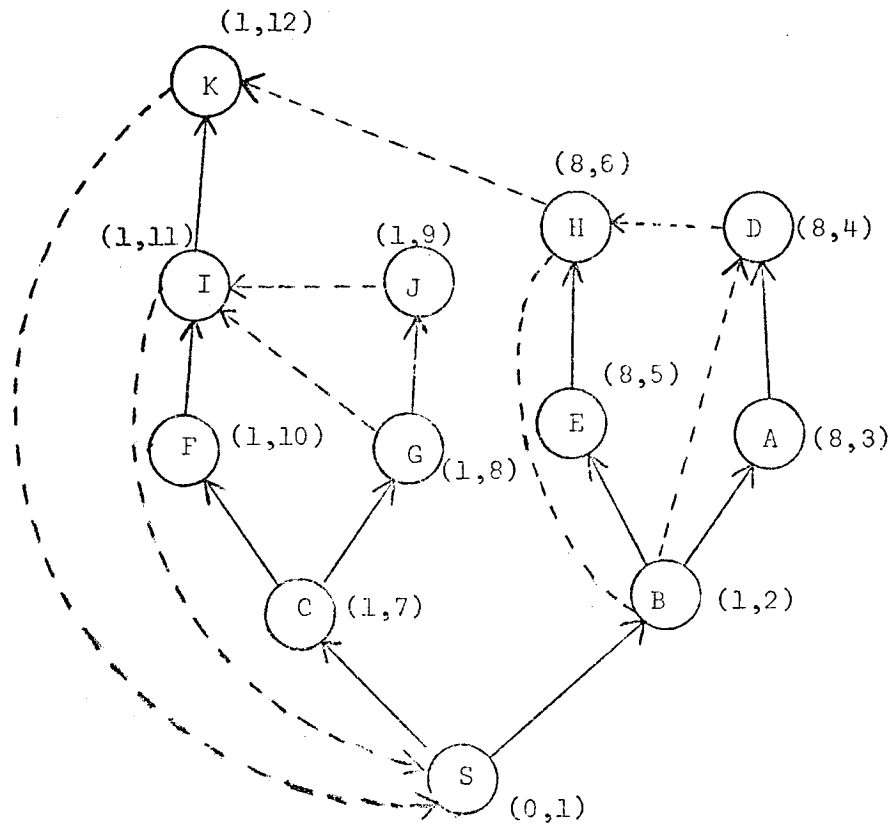 (1,12)
K
(8,6)
H
D
(8,4)
(1,11)
(1,9)
I
J
(8,5)
E
A
(8,3)
F
(1,10)
G
(1,8)
C
(1,7)
B
(1,2)
S
(0,1)